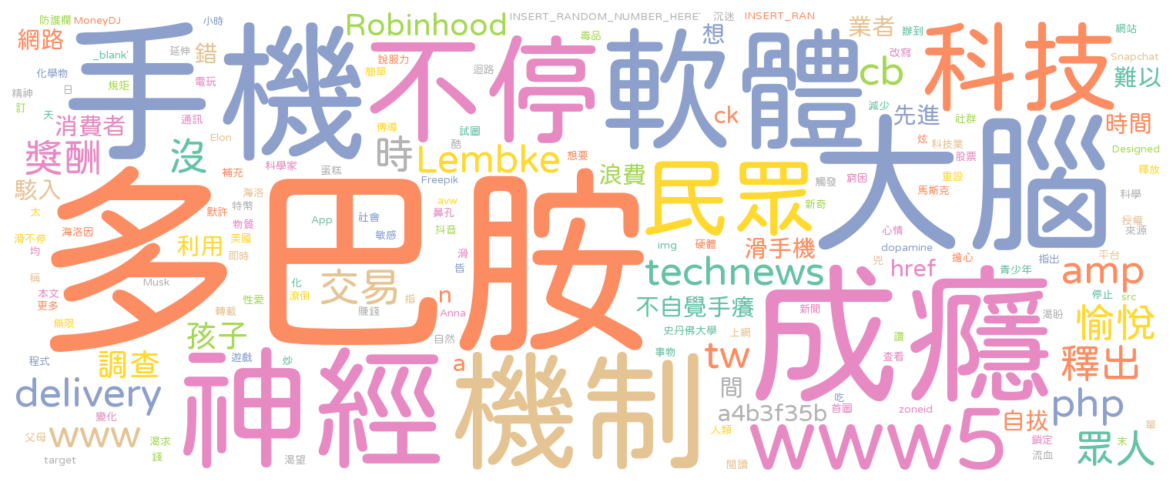 防護欄 MoneyDJ 小時 Robinhood INSERT_RANDOM_NUMBER_HERE' 沉迷 INSERT_RAN
網路 _blank' 延伸 錯 毒品 想 業者 辦到 網站
手機 不停 軟體 科技
化學物 電玩 說服力 簡單 迴路 cb 改寫 Snapchat 難以
精神 日 規矩 減少
訂 天 消費者 通訊 Elon 傳導 試圖 ck 先進 社群 時間
獎酬 沒 時 酷 炫 科技業 Designed
科學家 蛋糕 Lembke 想要 浪費 股票 釋放
駭入 補充 海洛 Freepik 民眾 觸發 窮困 重設 大腦 科學
太 默許 特幣 avw 鼻孔 馬斯克 授權
海洛因 物質 App 社會 新奇 來源
滑不停 利用 美國 敏感 抖音 滑手機 心情
均 即時 多巴胺 滑 img 硬體 dopamine 擔心 指出
稱 Musk 交易 皆 technews 兇 href 青少年 平台 amp
本文 性愛 化 n 停止 src
更多 轉載 潦倒 指 不自覺手癢 成癮
無限 賺錢 Anna 新聞 渴盼
孩子 自然 史丹佛大學 上網 讀 愉悅
程式 調查 遊戲 炒 事物 tw 查看 釋出
神經 a 機制 間
delivery 吃 php
變化 a4b3f35b 首圖 zoneid 自拔
父母 www 渴求 人類 www5 鎖定 末 單
target 錢 渴望 閱讀 流血 眾人